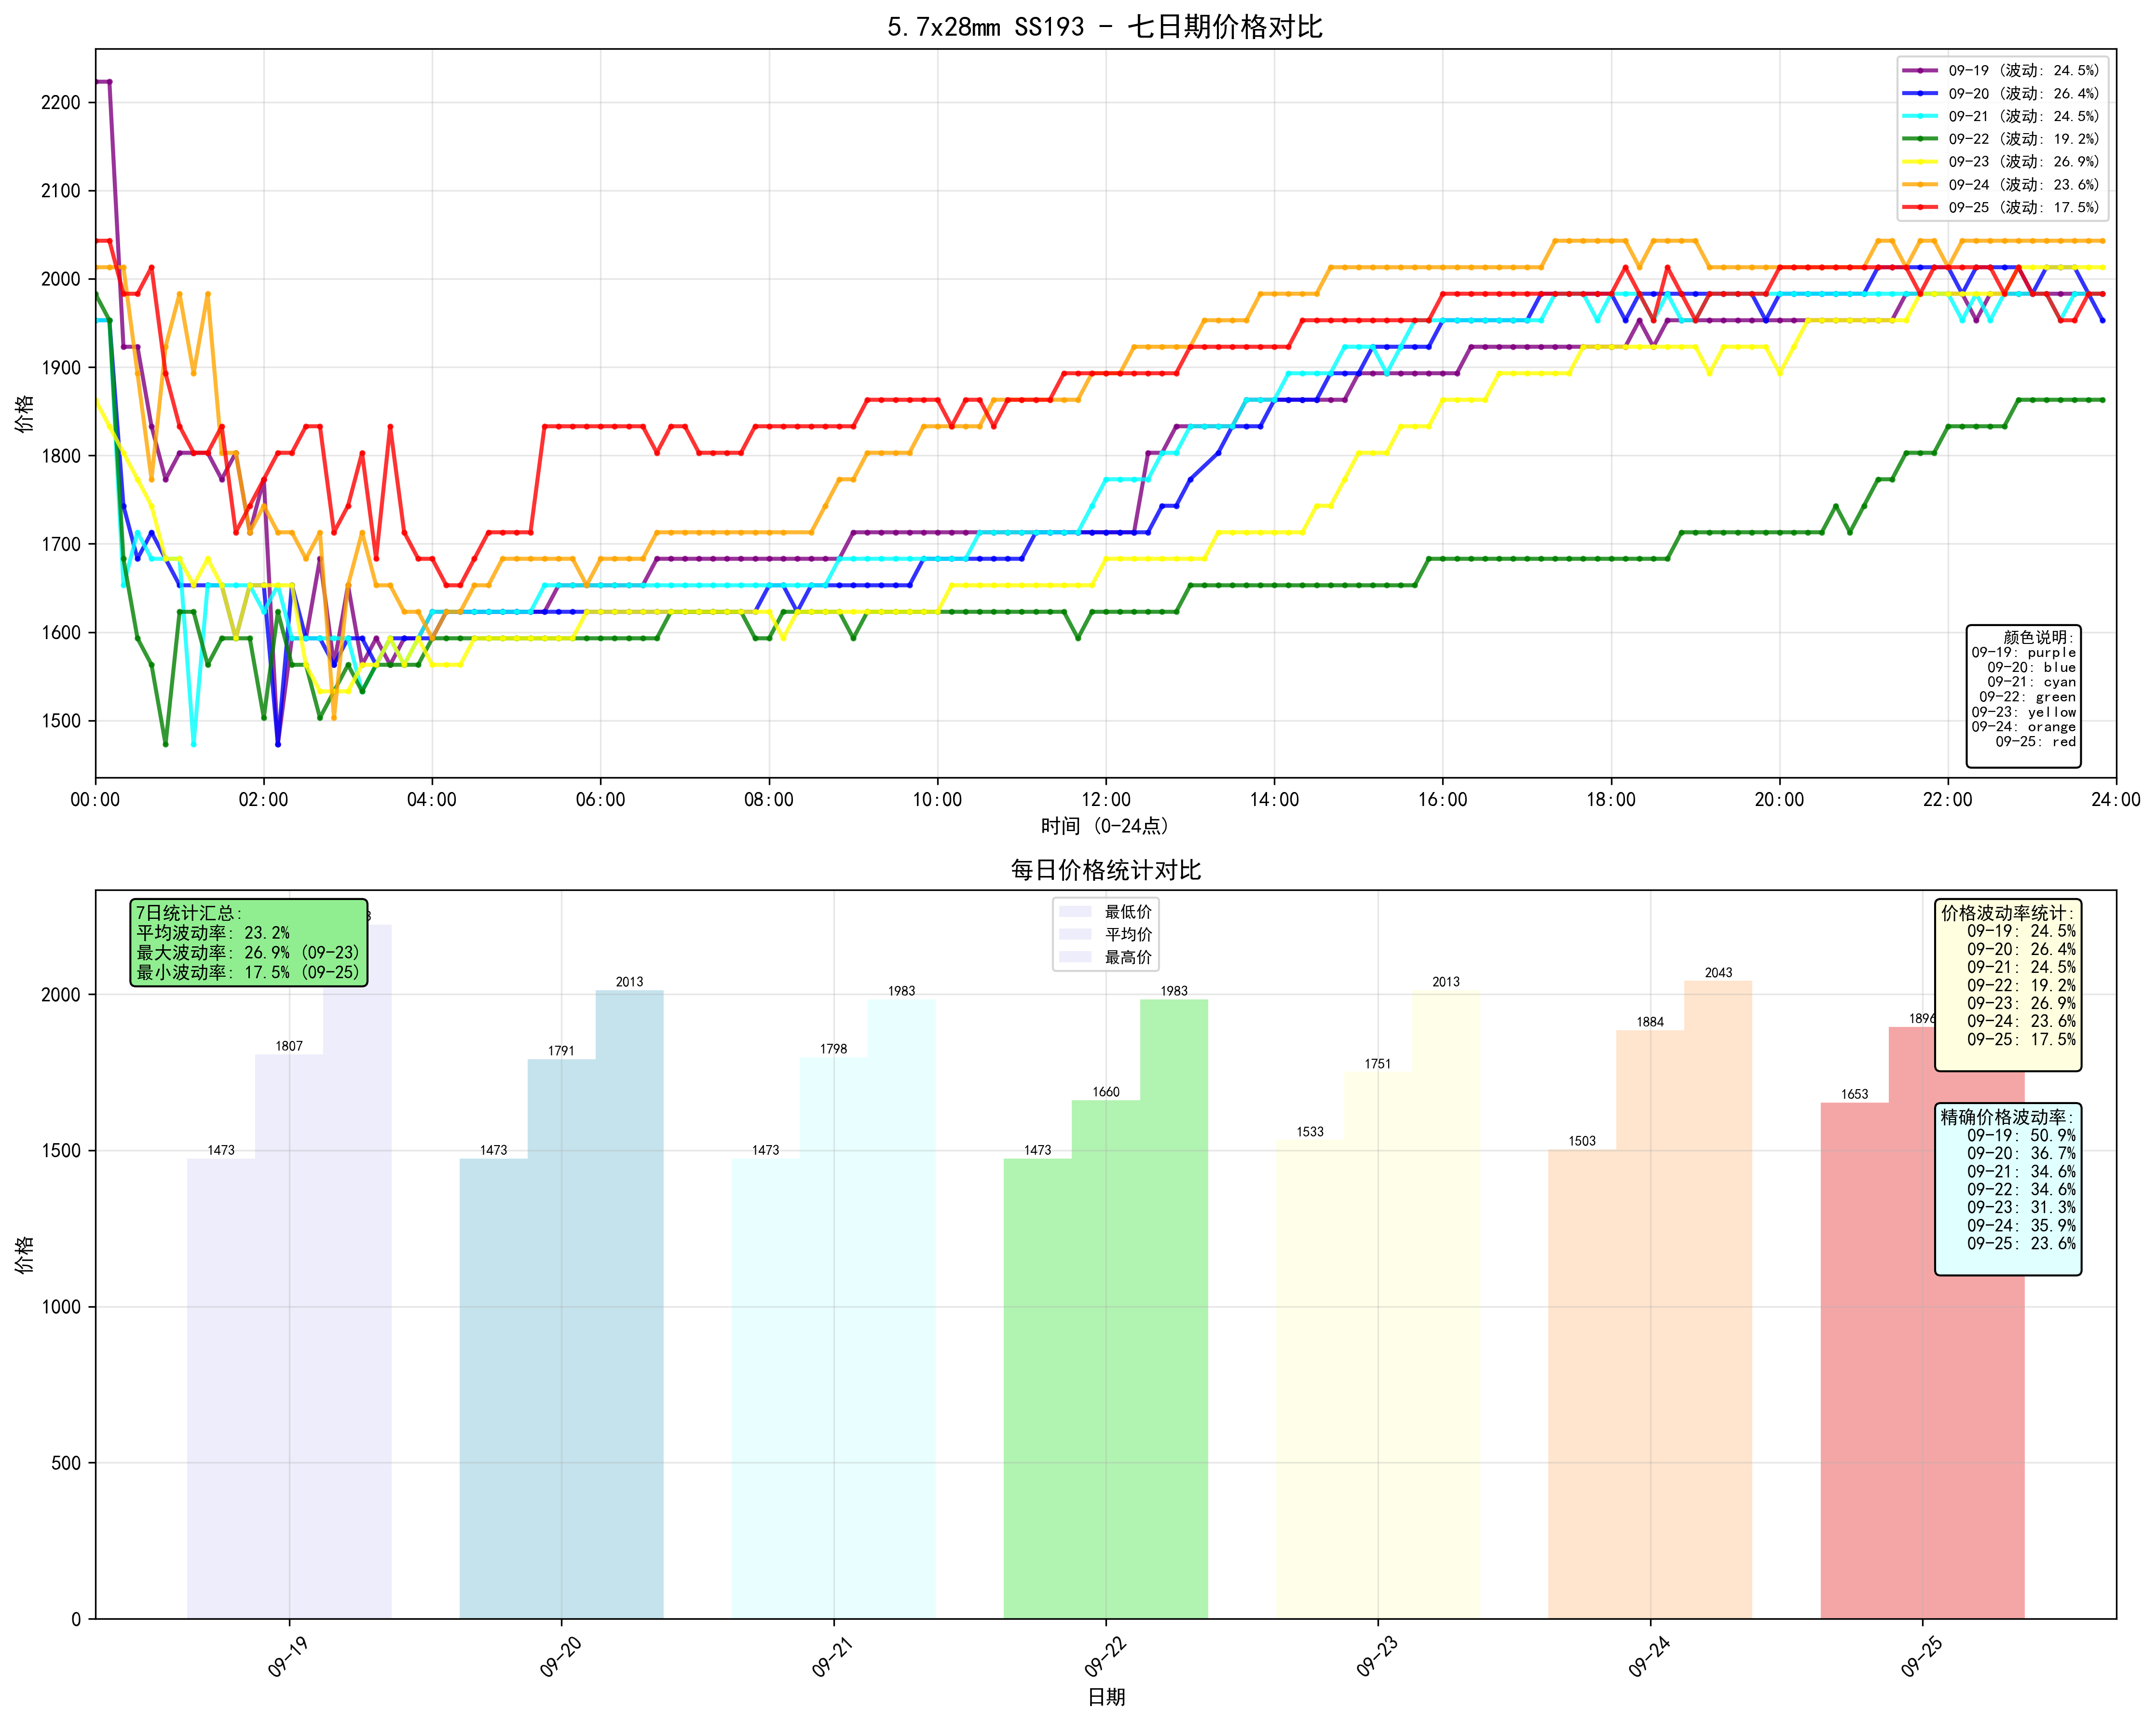 5.7x28mm SS193 - 七日期价格对比
价格
2200
2100
2000
1900
1800
1700
1600
1500
09-19 (波动: 24.5%)
09-20 (波动: 26.4%)
09-21 (波动: 24.5%)
09-22 (波动: 19.2%)
09-23 (波动: 26.9%)
09-24 (波动: 23.6%)
09-25 (波动: 17.5%)
颜色说明:
09-19: purple
09-20: blue
09-21: cyan
09-22: green
09-23: yellow
09-24: orange
09-25: red
00:00 02:00 04:00 06:00 08:00 10:00 12:00 14:00 16:00 18:00 20:00 22:00 24:00
时间 (0-24点)
每日价格统计对比
价格
2000
1500
1000
500
0
7日统计汇总:
平均波动率: 23.2%
最大波动率: 26.9% (09-23)
最小波动率: 17.5% (09-25)
最低价
平均价
最高价
价格波动率统计:
09-19: 24.5%
09-20: 26.4%
09-21: 24.5%
09-22: 19.2%
09-23: 26.9%
09-24: 23.6%
09-25: 17.5%
精确价格波动率:
09-19: 50.9%
09-20: 36.7%
09-21: 34.6%
09-22: 34.6%
09-23: 31.3%
09-24: 35.9%
09-25: 23.6%
1473 1807
1473 1791 2013
1473 1798 1983
1473 1660 1983
1533 1751 2013
1503 1884 2043
1653 1896
09-19 09-20 09-21 09-22 09-23 09-24 09-25
日期